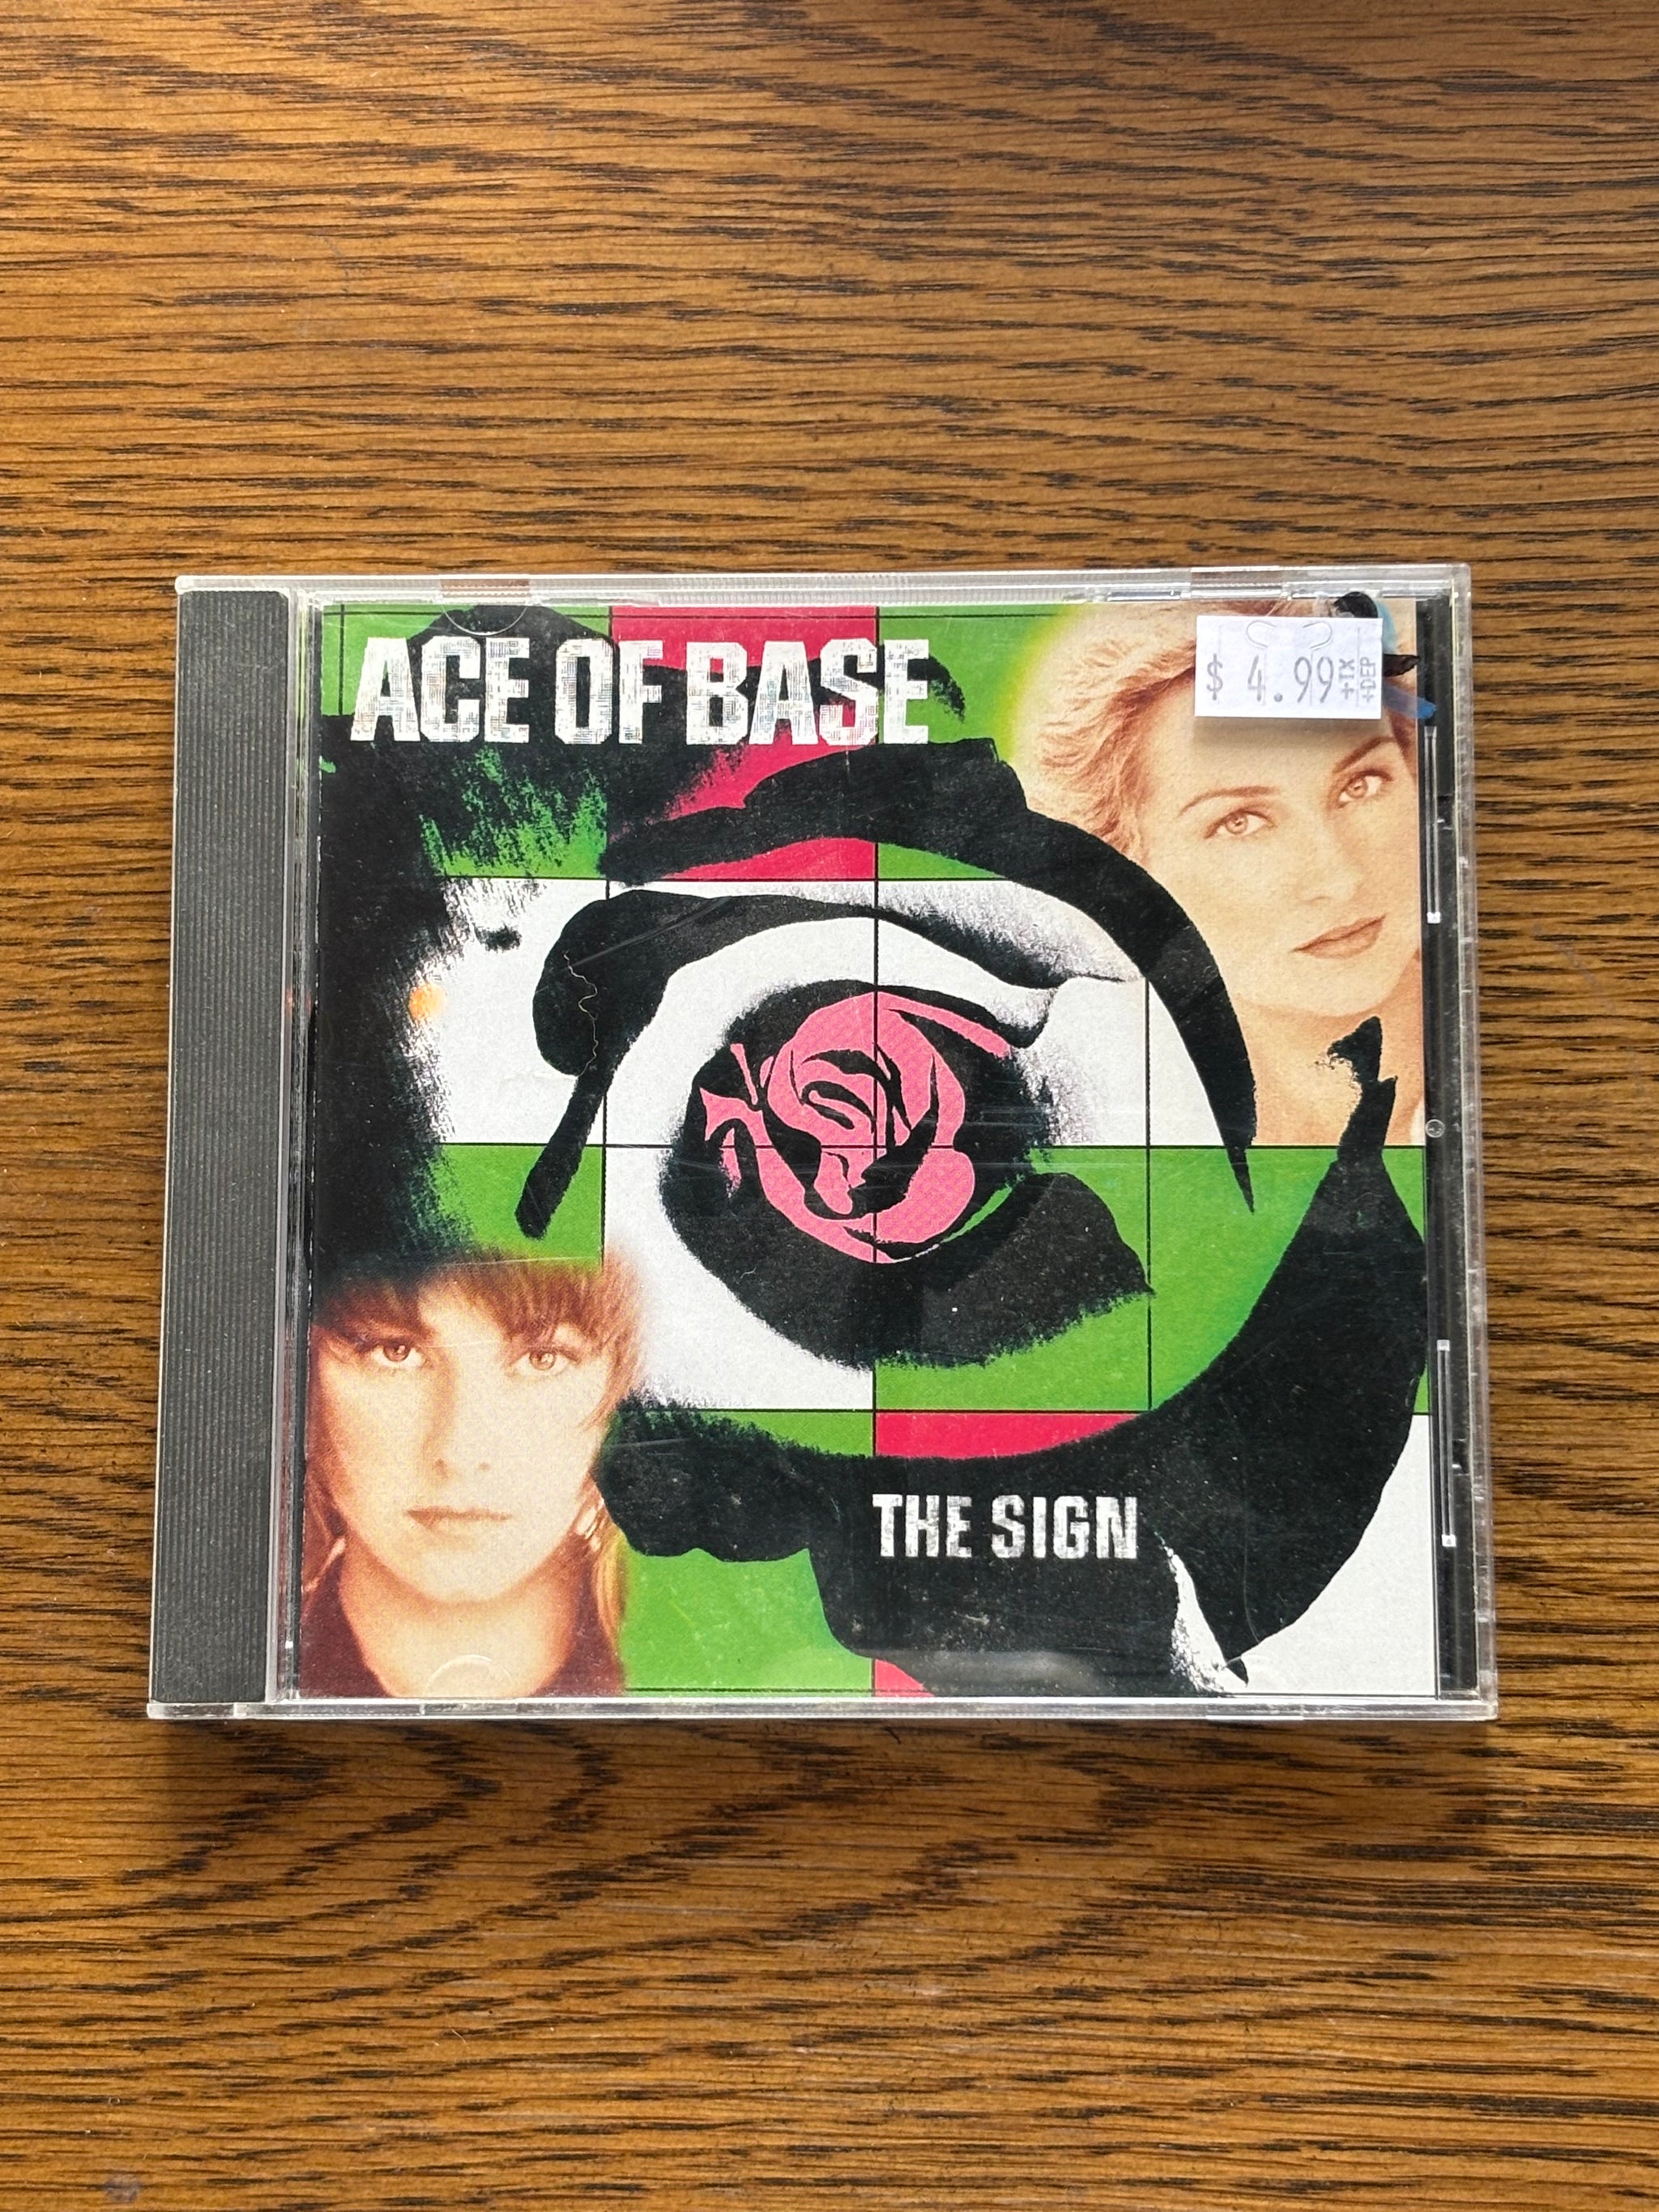 ACE OF BASE
$ 4.99+TX
+DEP
THE SIGN